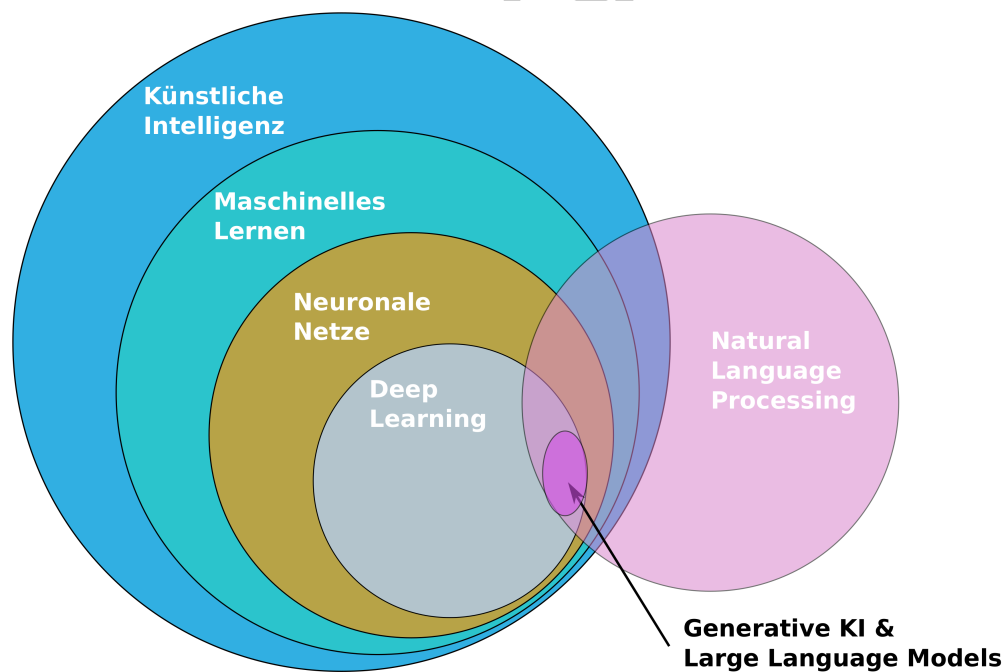 Künstliche
Intelligenz
Maschinelles
Lernen
Neuronale
Netze
Deep
Learning
Natural
Language
Processing
Generative KI &
Large Language Models